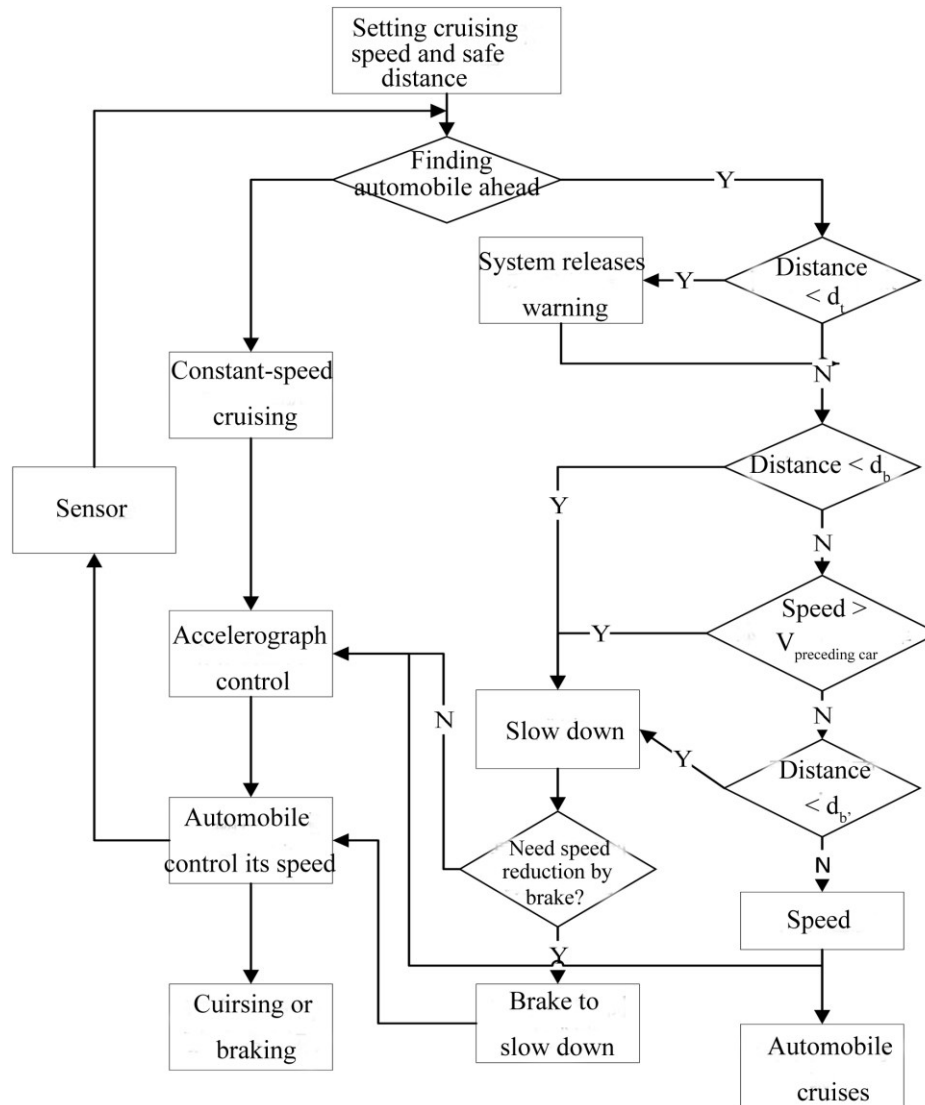 Setting cruising
speed and safe
distance
Finding
automobile ahead
Y
Distance
< dt
Y
System releases
warning
N
Constant-speed
cruising
Distance < db
Y
N
Sensor
Speed >
Vpreceding car
Y
N
Accelerograph
control
N
Slow down
Y
Distance
< db'
Automobile
control its speed
Need speed
reduction by
brake?
N
Y
Speed
Cuirsing or
braking
Brake to
slow down
Automobile
cruises